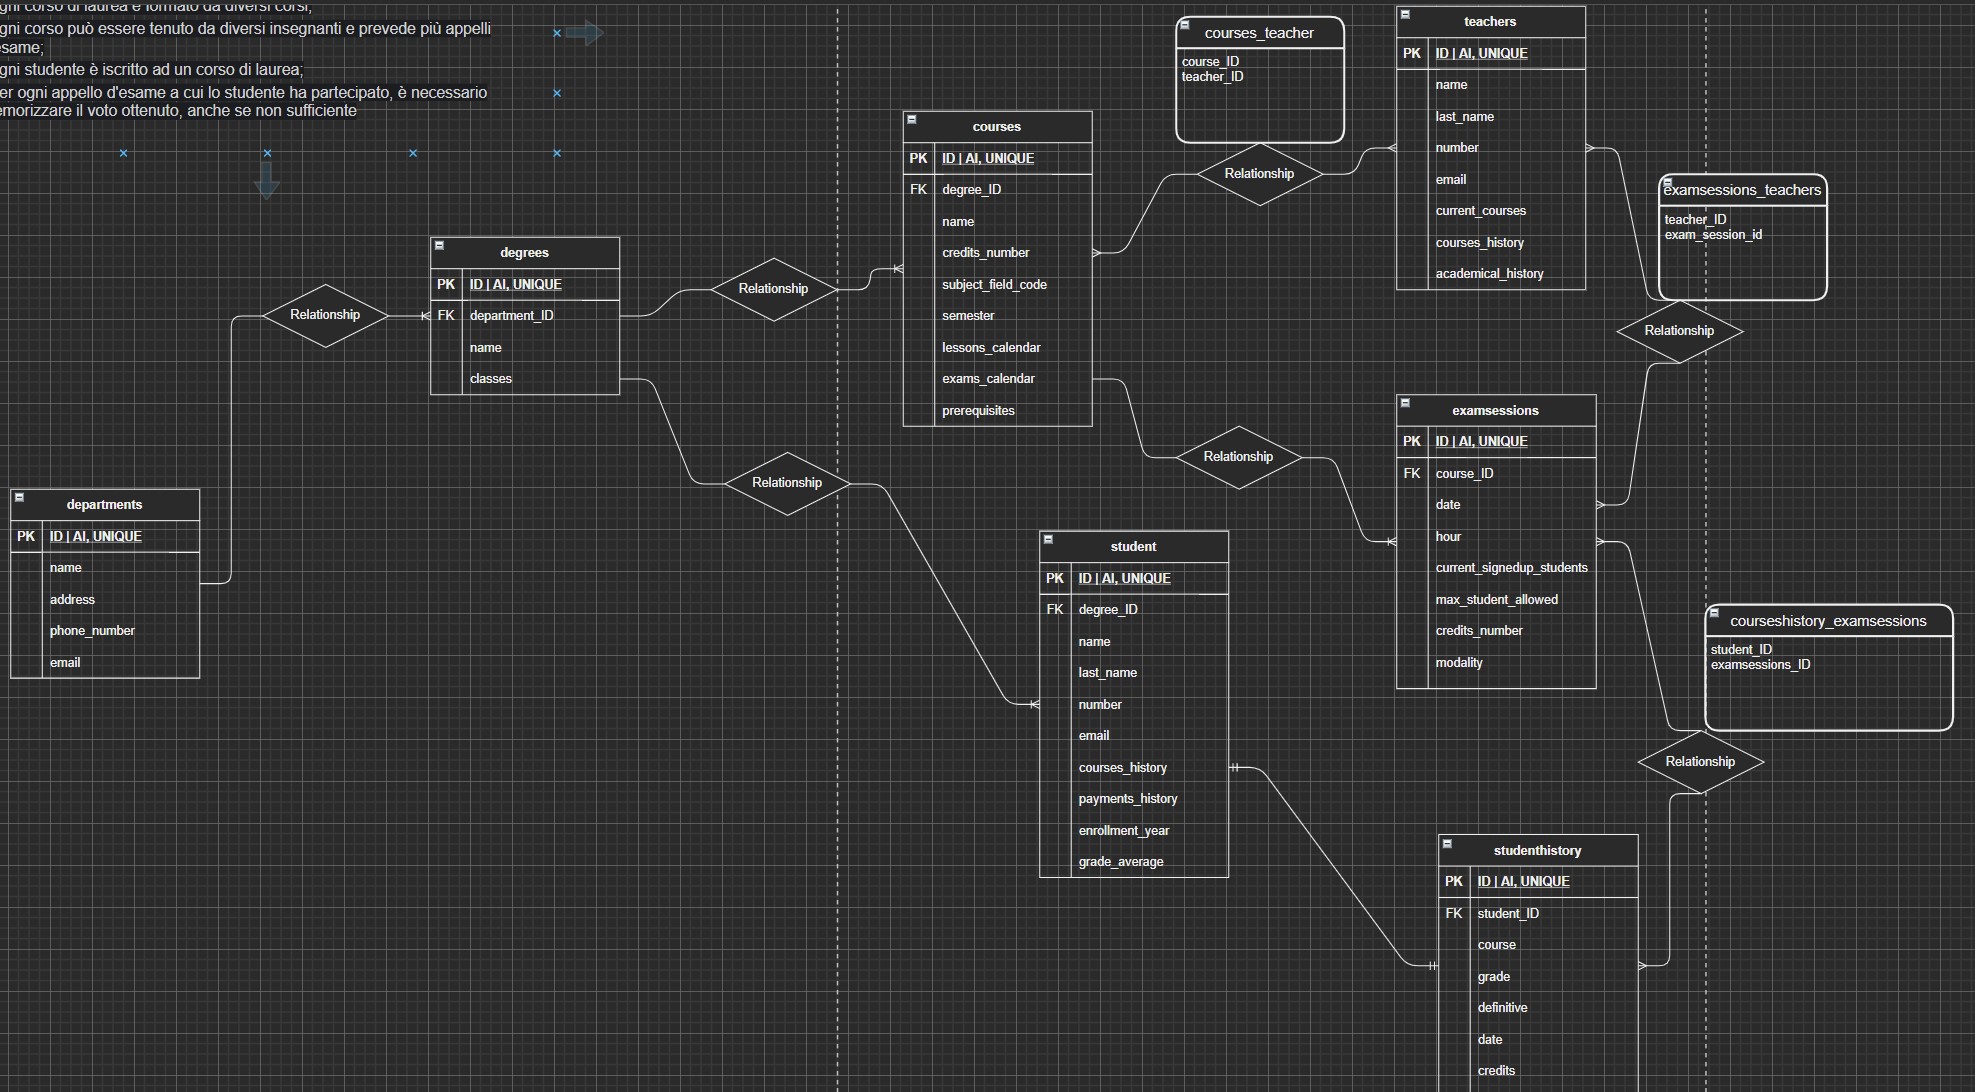 gni corso di laurea è formato da diversi corsi;
gni corso può essere tenuto da diversi insegnanti e prevede più appelli
esame;
gni studente è iscritto ad un corso di laurea;
er ogni appello d'esame a cui lo studente ha partecipato, è necessario
emorizzare il voto ottenuto, anche se non sufficiente
departments
PK ID | AI, UNIQUE
name
address
phone_number
email
Relationship
degrees
PK ID | AI, UNIQUE
FK department_ID
name
classes
Relationship
Relationship
courses
PK ID | AI, UNIQUE
FK degree_ID
name
credits_number
subject_field_code
semester
lessons_calendar
exams_calendar
prerequisites
courses_teacher
course_ID
teacher_ID
Relationship
teachers
PK ID | AI, UNIQUE
name
last_name
number
email
current_courses
courses_history
academical_history
examsessions_teachers
teacher_ID
exam_session_id
Relationship
Relationship
examsessions
PK ID | AI, UNIQUE
FK course_ID
date
hour
current_signedup_students
max_student_allowed
credits_number
modality
student
PK ID | AI, UNIQUE
FK degree_ID
name
last_name
number
email
courses_history
payments_history
enrollment_year
grade_average
courseshistory_examsessions
student_ID
examsessions_ID
Relationship
studenthistory
PK ID | AI, UNIQUE
FK student_ID
course
grade
definitive
date
credits